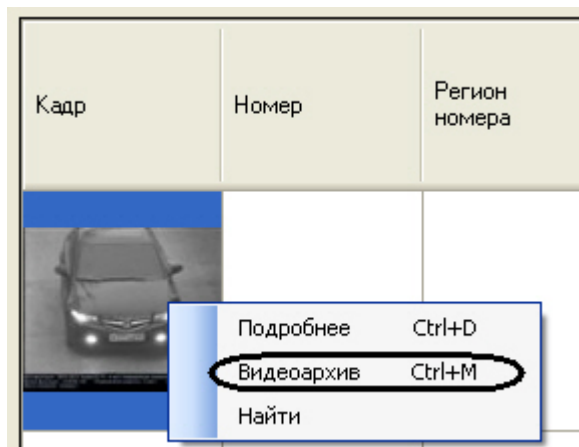 Кадр
Номер
Регион
номера
Подробнее Ctrl+D
Видеоархив Ctrl+M
Найти